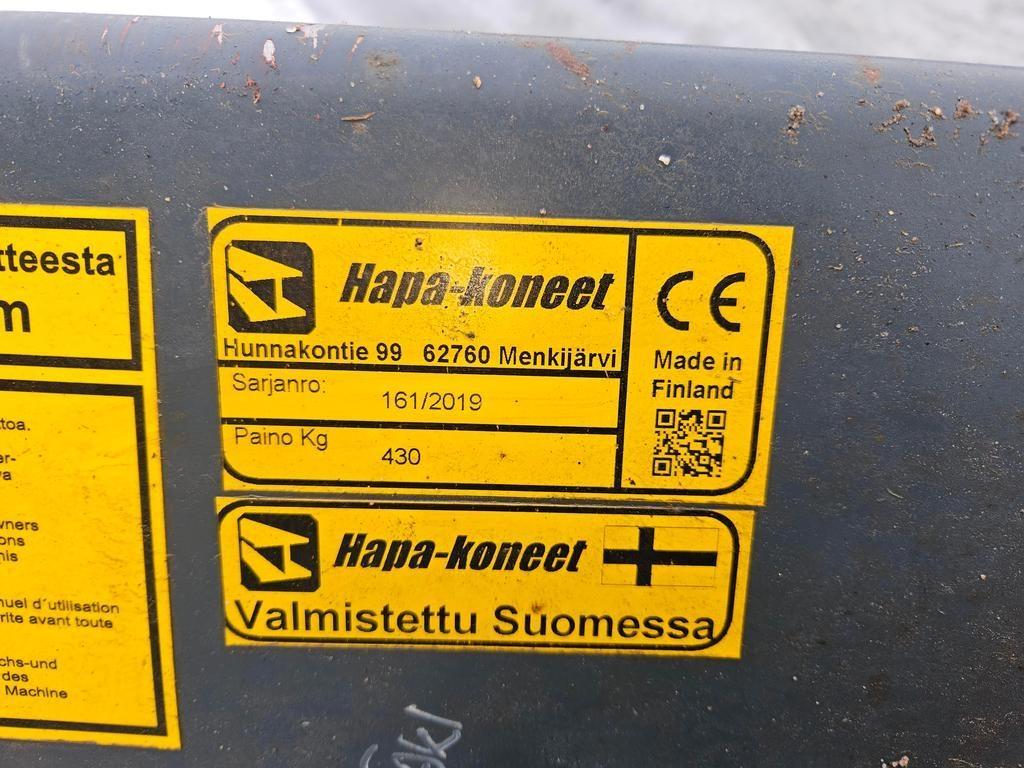 tteesta
m
toa.
er-
va
wners
ons
nis
nuel d´utilisation
rite avant toute
chs-und
des
Machine
Hapa-koneet
Hunnakontie 99 62760 Menkijärvi
Sarjanro: 161/2019
Paino Kg 430
CE
Made in
Finland
Hapa-koneet
Valmistettu Suomessa